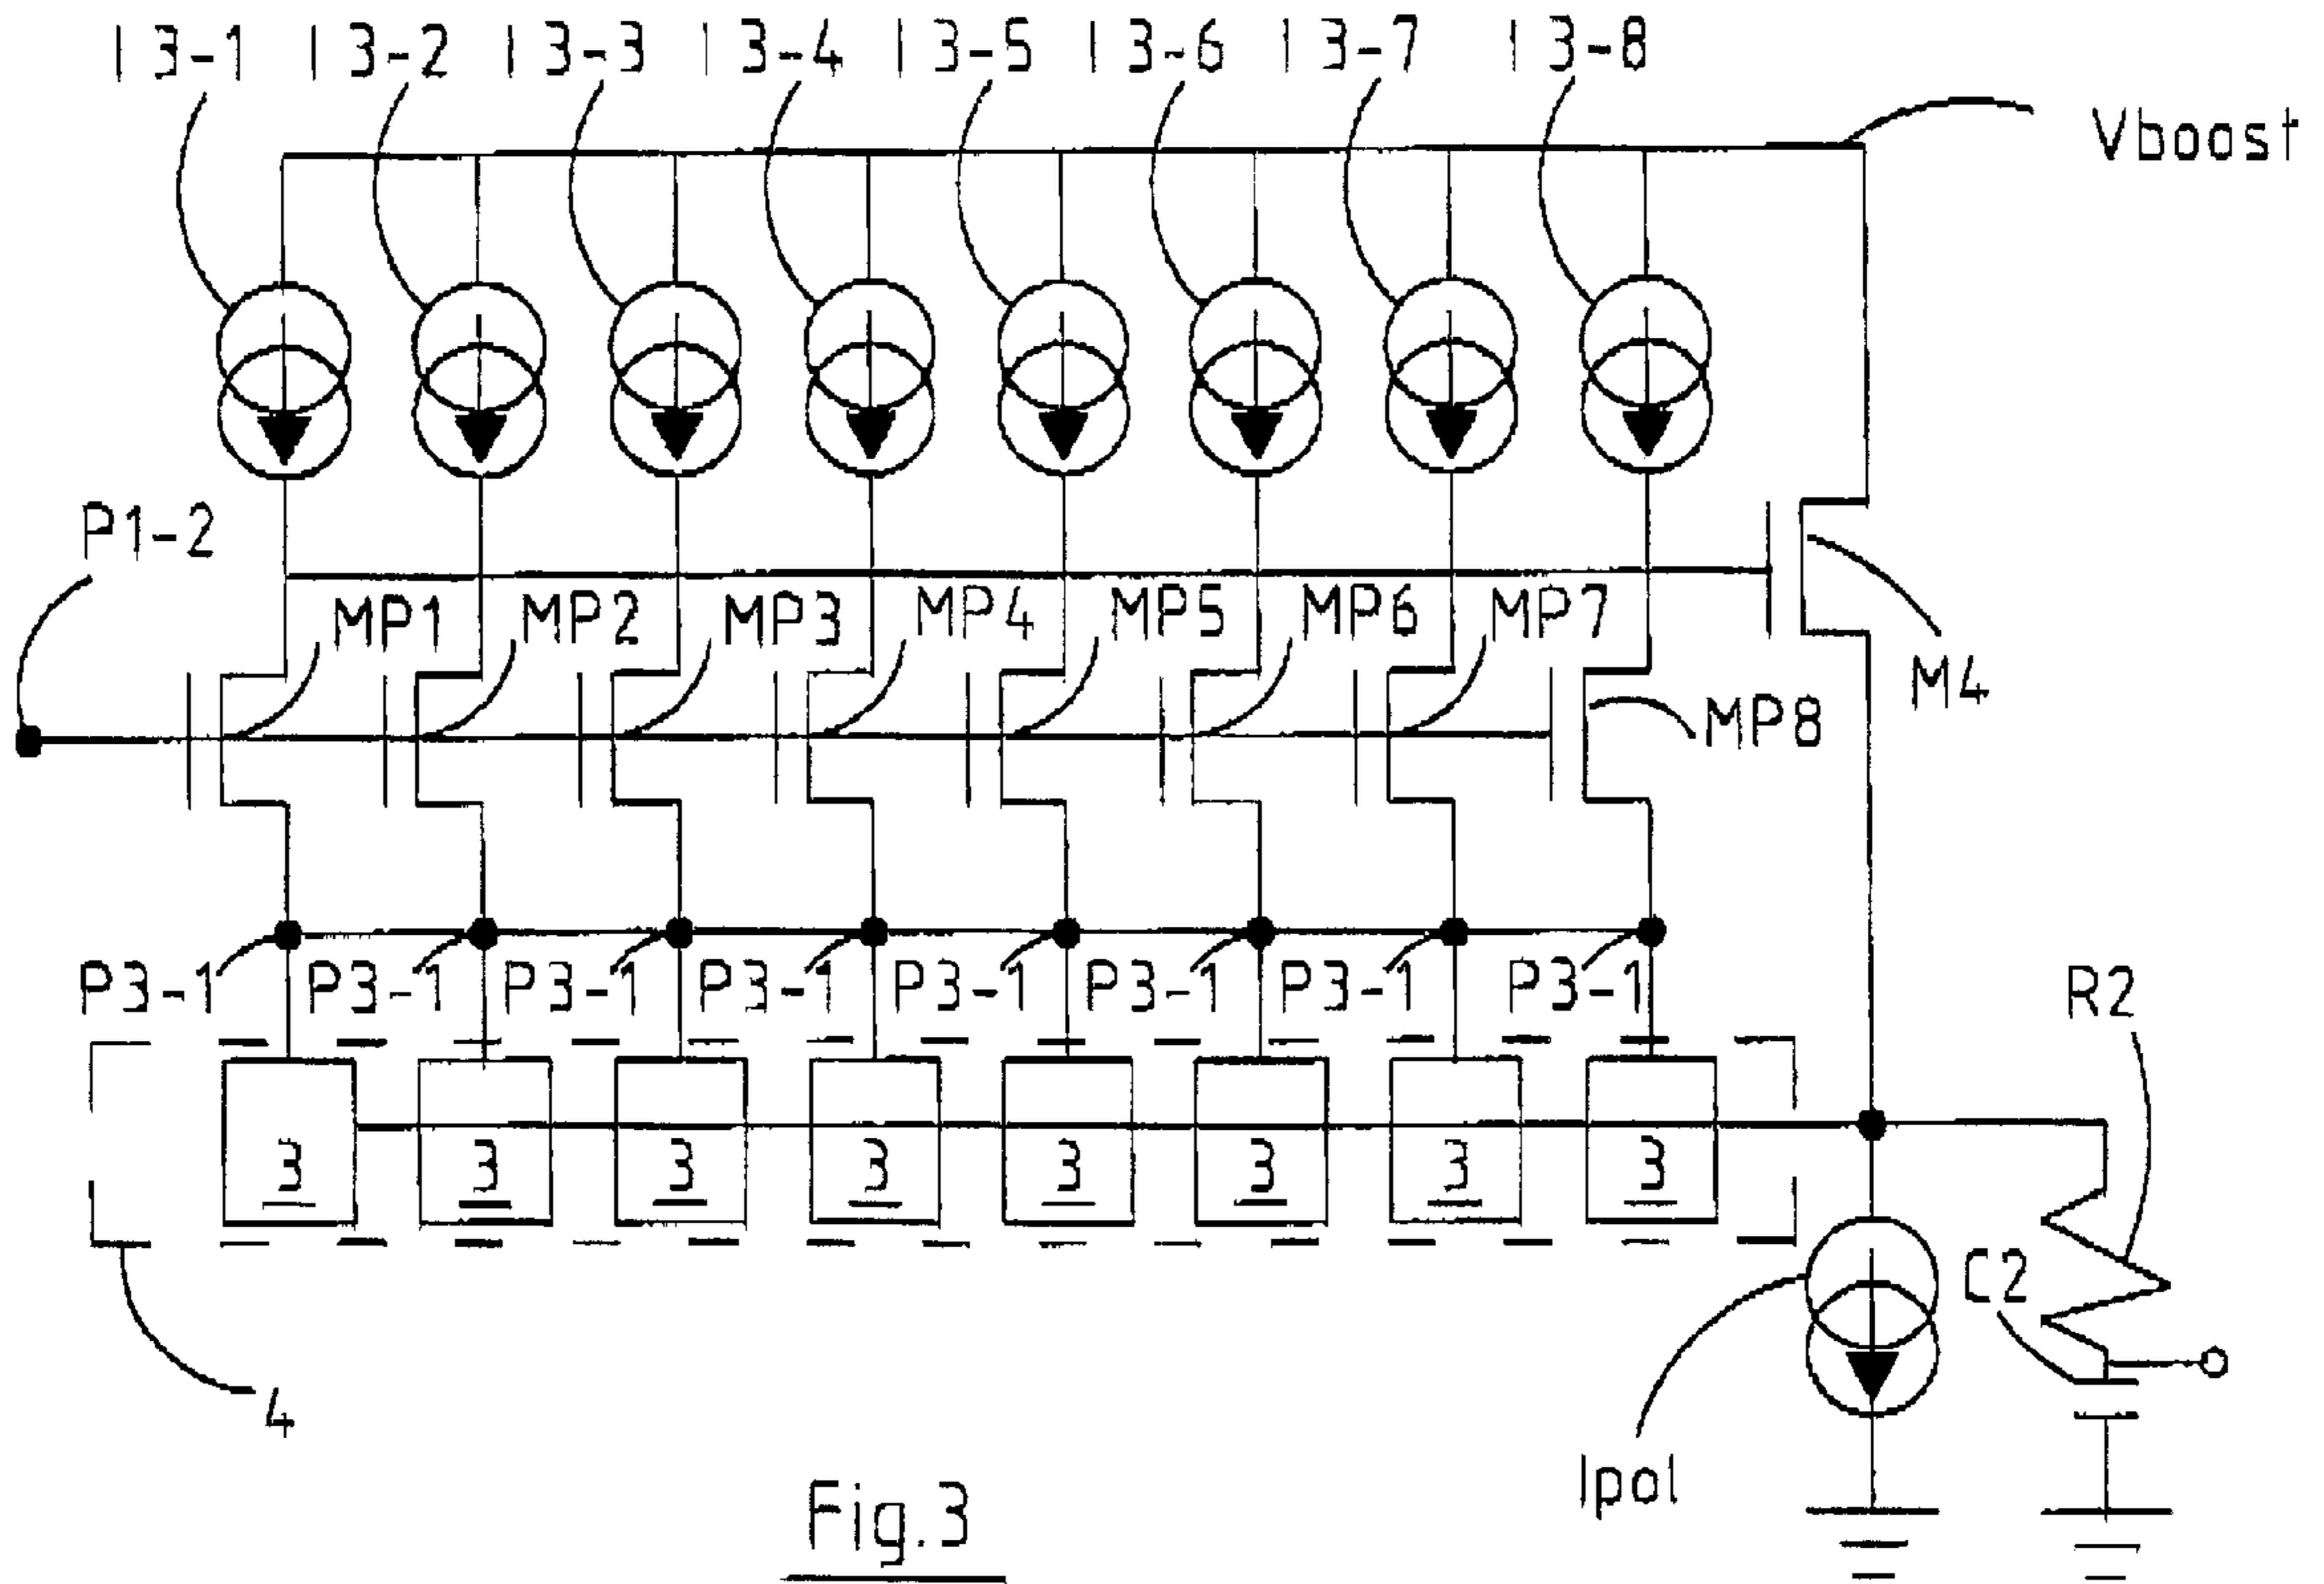 I3-1 I3-2 I3-3 I3-4 I3-5 I3-6 I3-7 I3-8
Vboost
P1-2
MP1 MP2 MP3 MP4 MP5 MP6 MP7
M4
MP8
P3-1 P3-1 P3-1 P3-1 P3-1 P3-1 P3-1 P3-1
R2
3 3 3 3 3 3 3 3
C2
4
Ipol
Fig.3